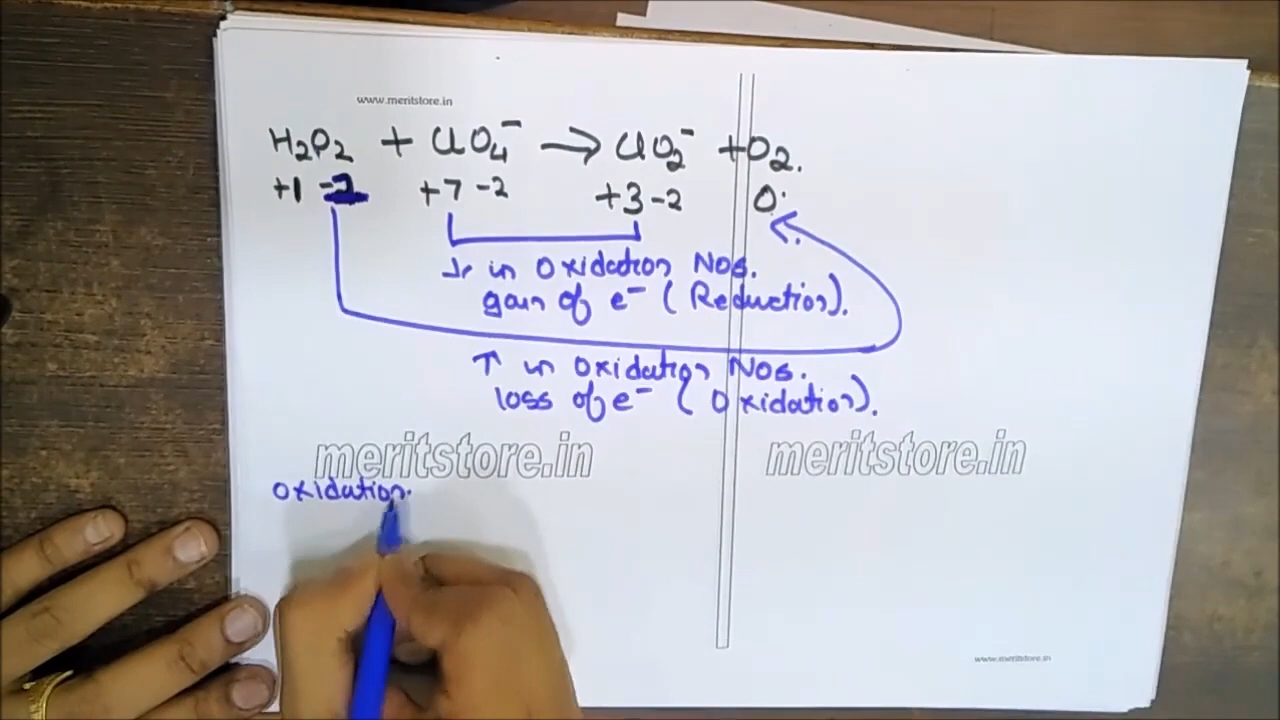 www.meritstore.in
H₂O₂ + ClO₄⁻ → ClO₂⁻ + O₂.
+1 +7 -2 +3 -2 0.
↓ in Oxidation Nos.
gain of e⁻ (Reduction).
↑ in Oxidation Nos.
loss of e⁻ (Oxidation).
meritstore.in meritstore.in
Oxidation.
www.meritstore.in